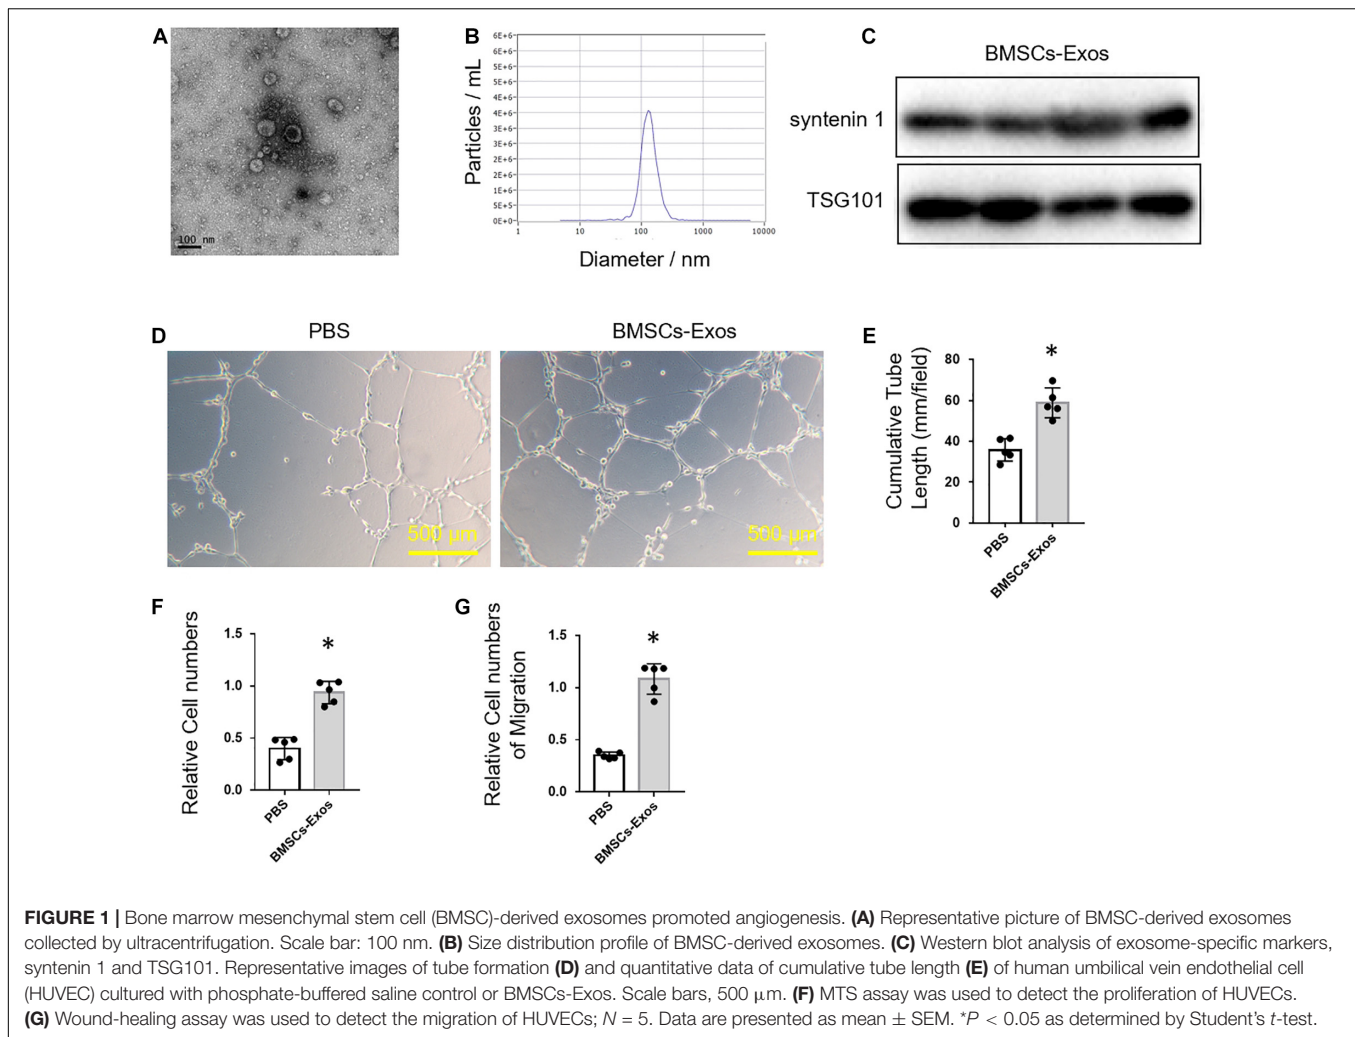 A
100 nm
B
Particles / mL
6E+6
6E+6
5E+6
5E+6
4E+6
4E+6
3E+6
3E+6
2E+6
2E+6
1E+6
5E+5
0E+0
1
10
100
1000
10000
Diameter / nm
C
BMSCs-Exos
syntenin 1
TSG101
D
PBS
BMSCs-Exos
500 μm
500 μm
E
Cumulative Tube
Length (mm/field)
80
60
40
20
0
*
PBS
BMSCs-Exos
F
Relative Cell numbers
1.5
1.0
0.5
0.0
*
PBS
BMSCs-Exos
G
Relative Cell numbers
of Migration
1.5
1.0
0.5
0.0
*
PBS
BMSCs-Exos
FIGURE 1 | Bone marrow mesenchymal stem cell (BMSC)-derived exosomes promoted angiogenesis. (A) Representative picture of BMSC-derived exosomes
collected by ultracentrifugation. Scale bar: 100 nm. (B) Size distribution profile of BMSC-derived exosomes. (C) Western blot analysis of exosome-specific markers,
syntenin 1 and TSG101. Representative images of tube formation (D) and quantitative data of cumulative tube length (E) of human umbilical vein endothelial cell
(HUVEC) cultured with phosphate-buffered saline control or BMSCs-Exos. Scale bars, 500 μm. (F) MTS assay was used to detect the proliferation of HUVECs.
(G) Wound-healing assay was used to detect the migration of HUVECs; N = 5. Data are presented as mean ± SEM. *P < 0.05 as determined by Student's t-test.